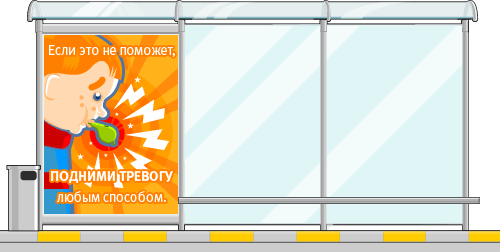 Если это не поможет,
ПОДНИМИ ТРЕВОГУ
любым способом.